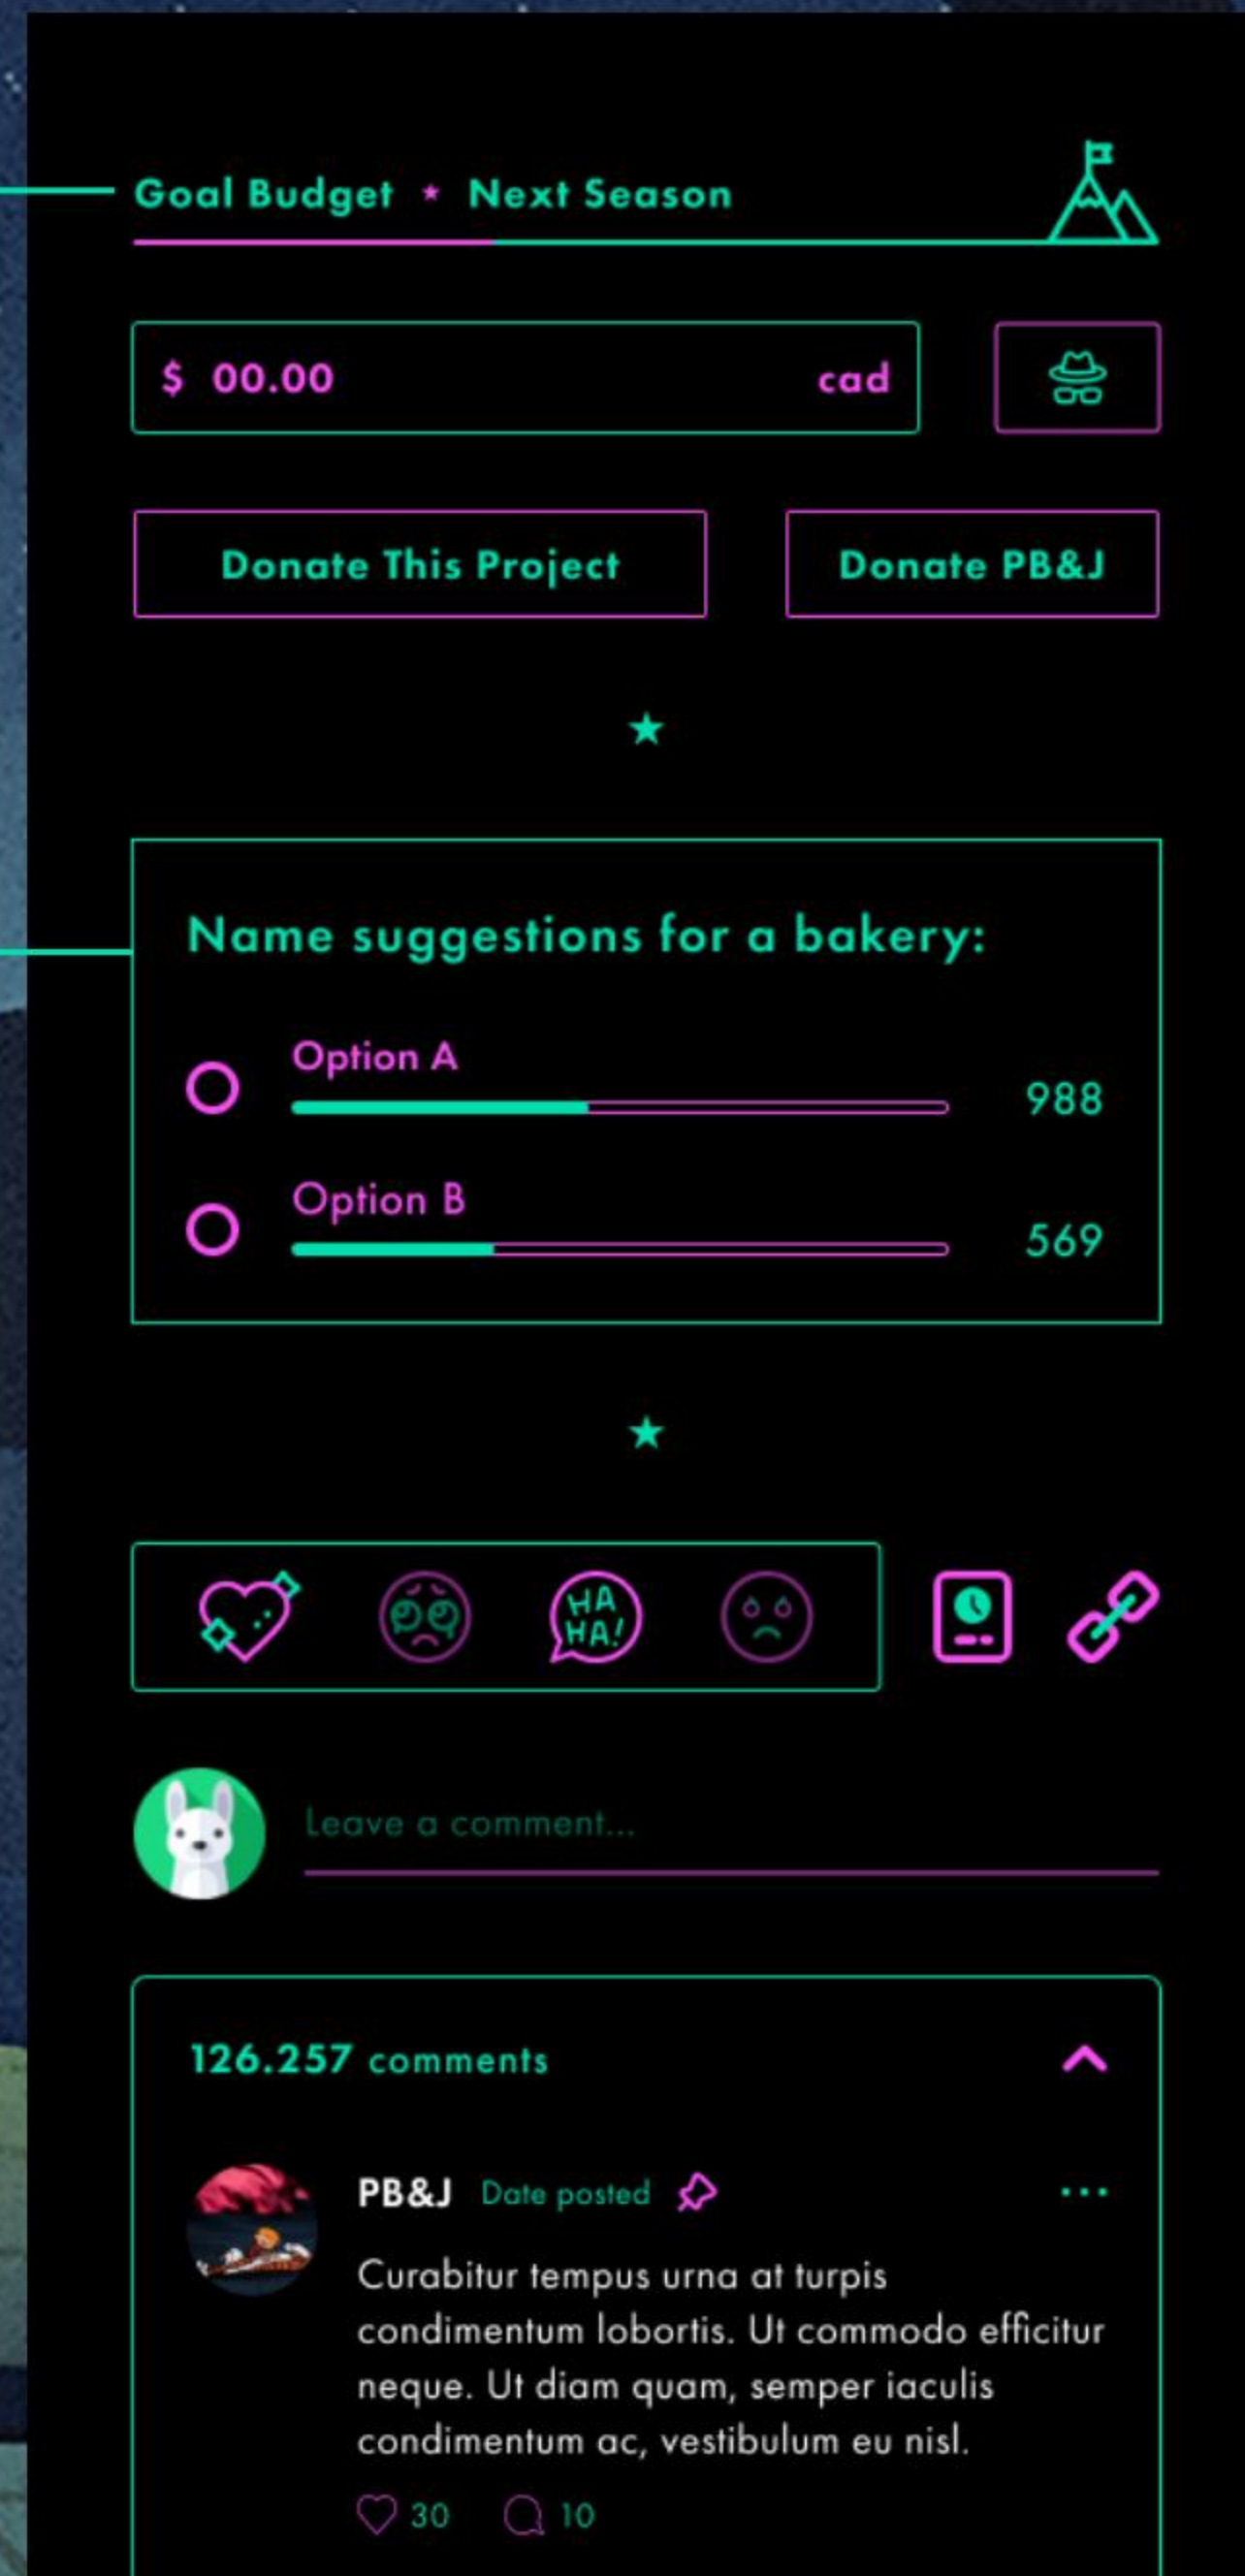 Goal Budget ★ Next Season
$ 00.00 cad
Donate This Project Donate PB&J
★
Name suggestions for a bakery:
Option A
988
Option B
569
★
HA
HA!
Leave a comment...
126.257 comments
PB&J Date posted ...
Curabitur tempus urna at turpis
condimentum lobortis. Ut commodo efficitur
neque. Ut diam quam, semper iaculis
condimentum ac, vestibulum eu nisl.
30 10